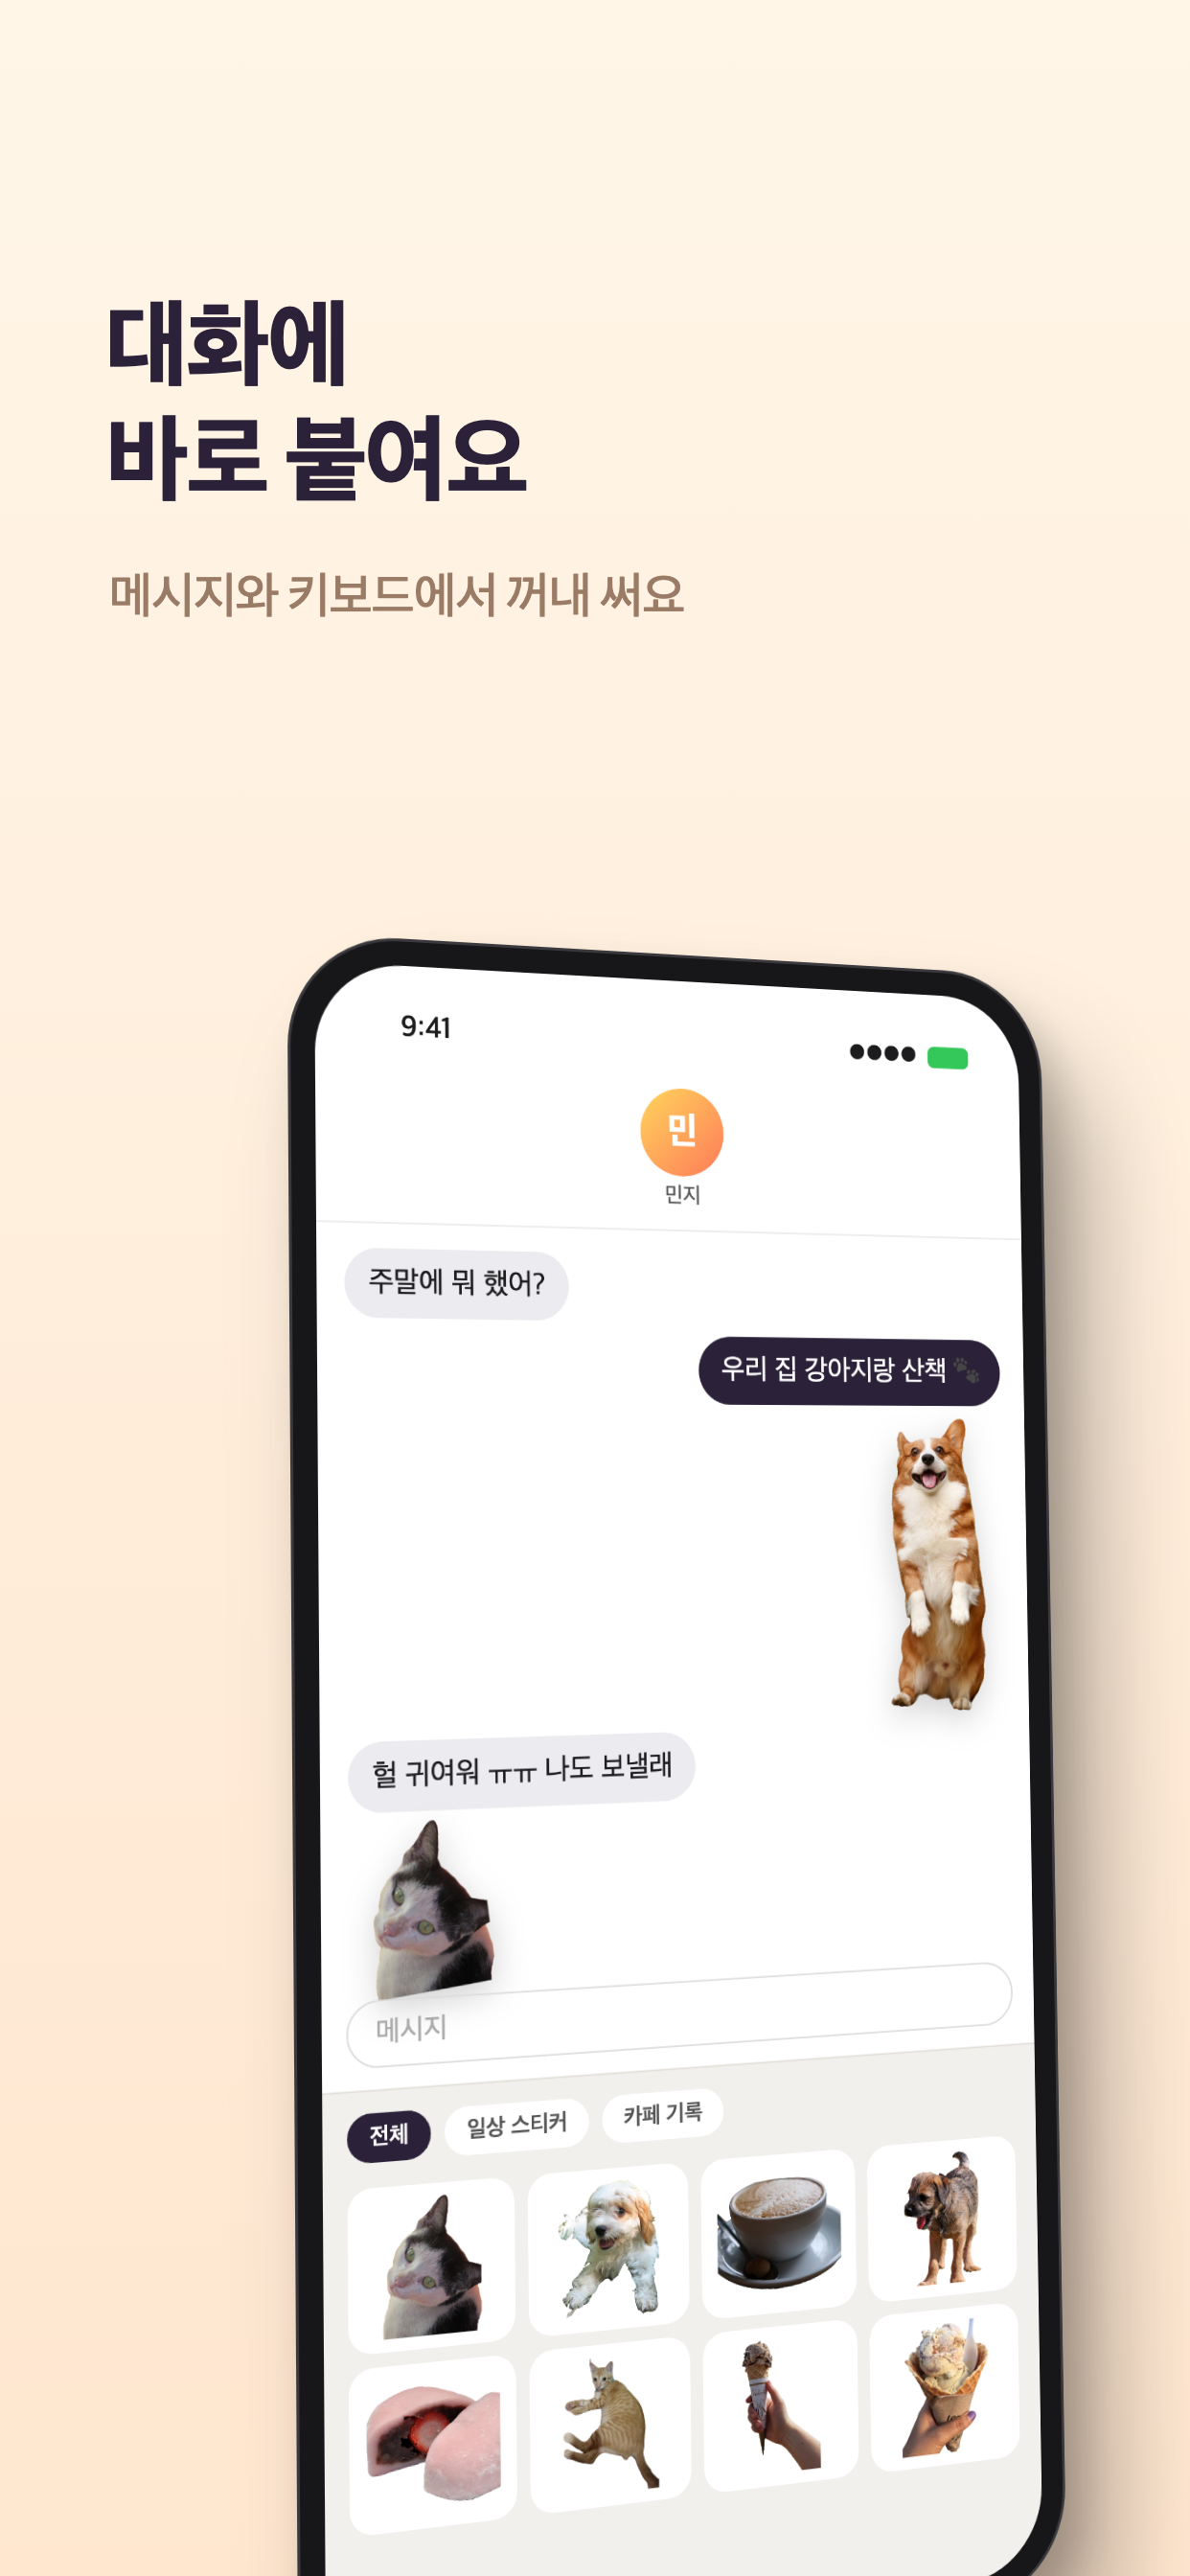 대화에
바로 붙여요
메시지와 키보드에서 꺼내 써요
9:41
민
민지
주말에 뭐 했어?
우리 집 강아지랑 산책 🐾
헐 귀여워 ㅠㅠ 나도 보낼래
메시지
전체 일상 스티커 카페 기록